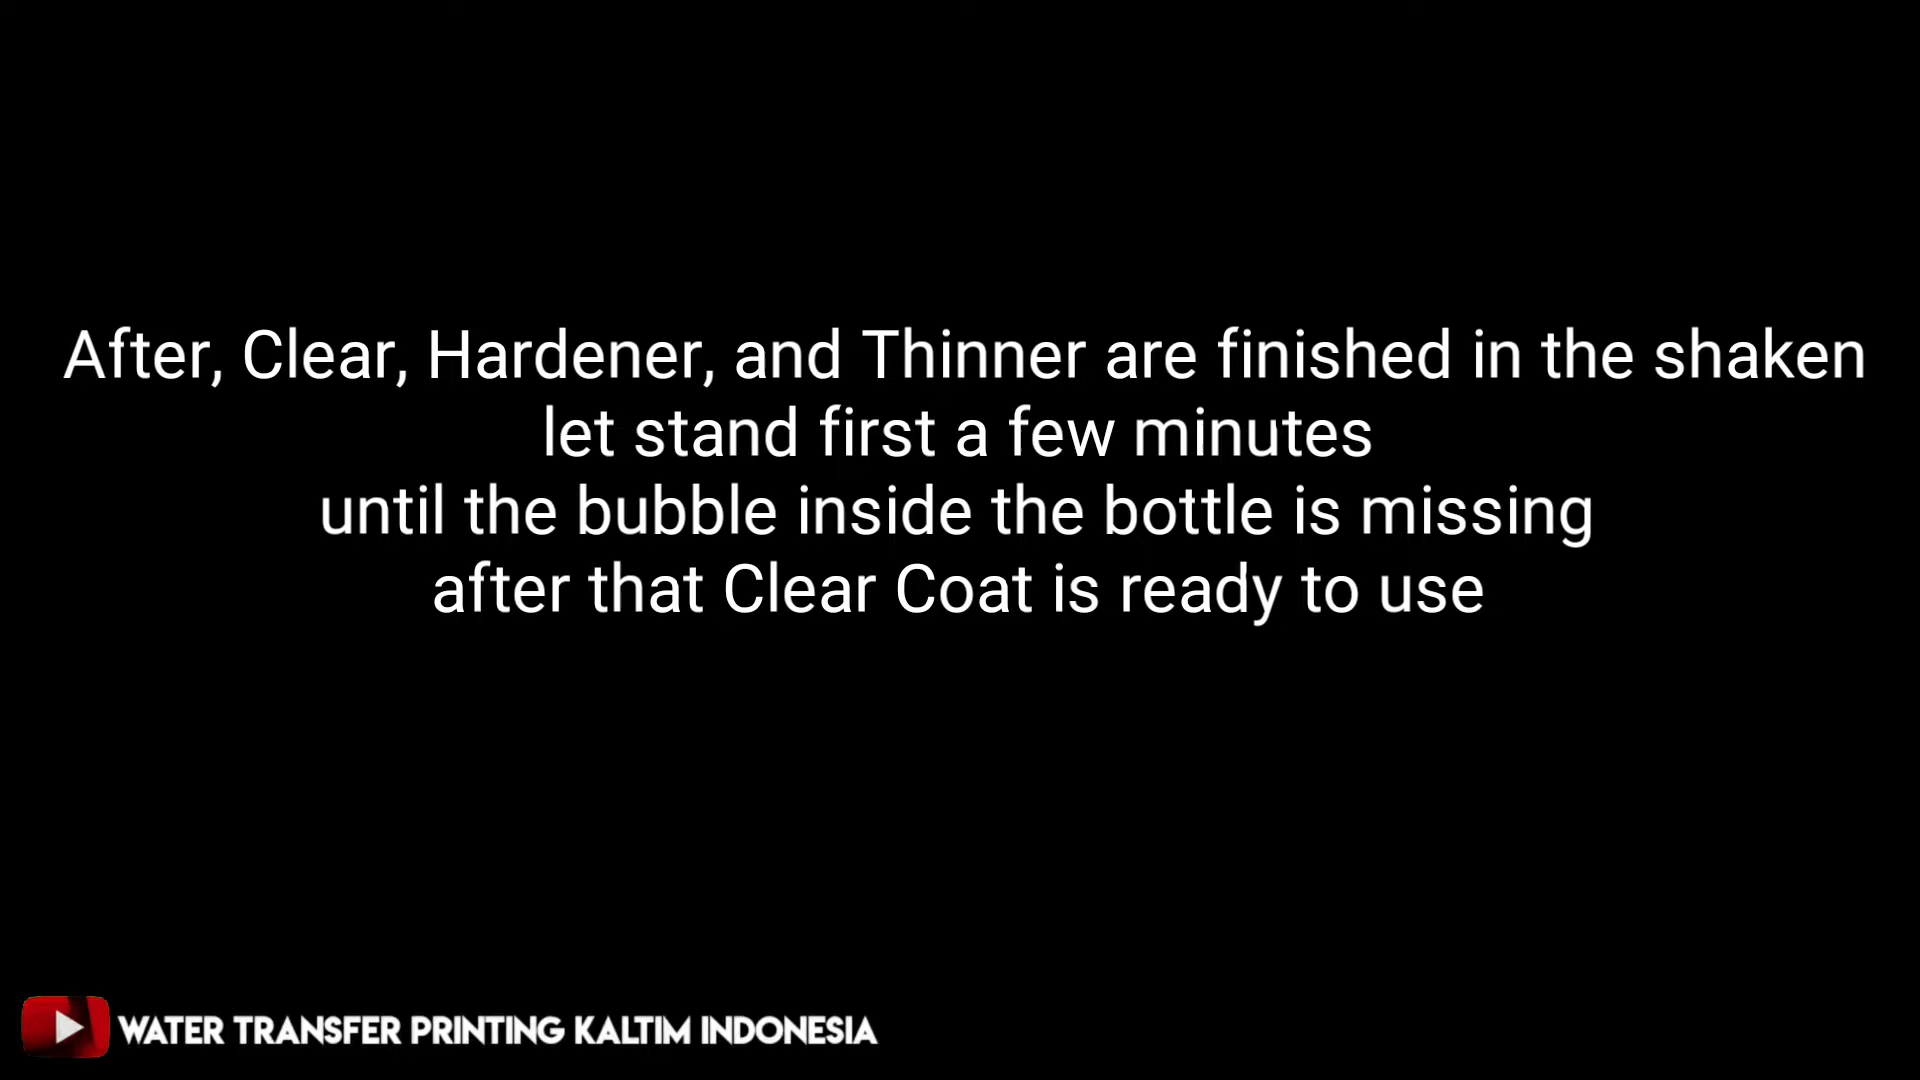 After, Clear, Hardener, and Thinner are finished in the shaken
let stand first a few minutes
until the bubble inside the bottle is missing
after that Clear Coat is ready to use
WATER TRANSFER PRINTING KALTIM INDONESIA